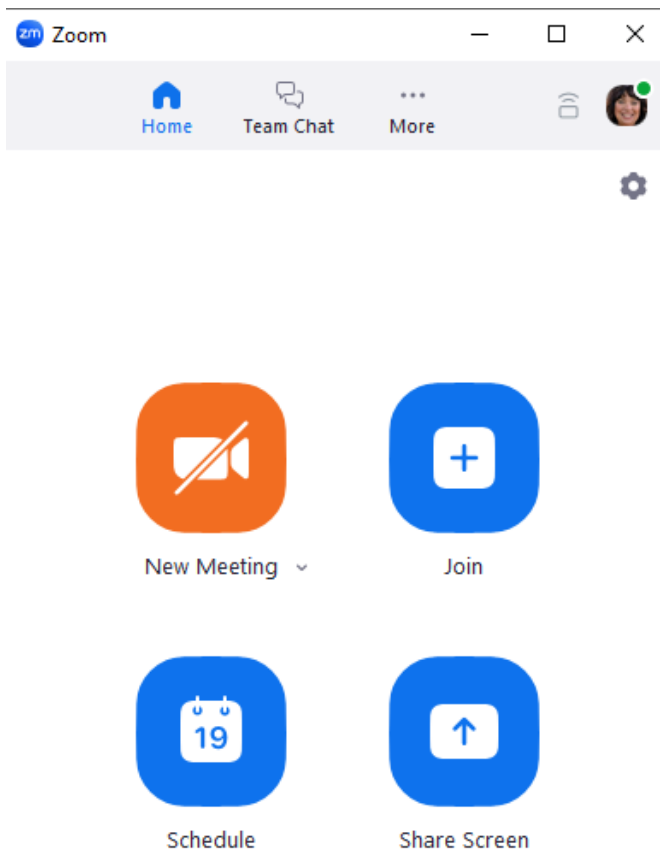 zm Zoom
Home Team Chat More
New Meeting Join
19
Schedule Share Screen